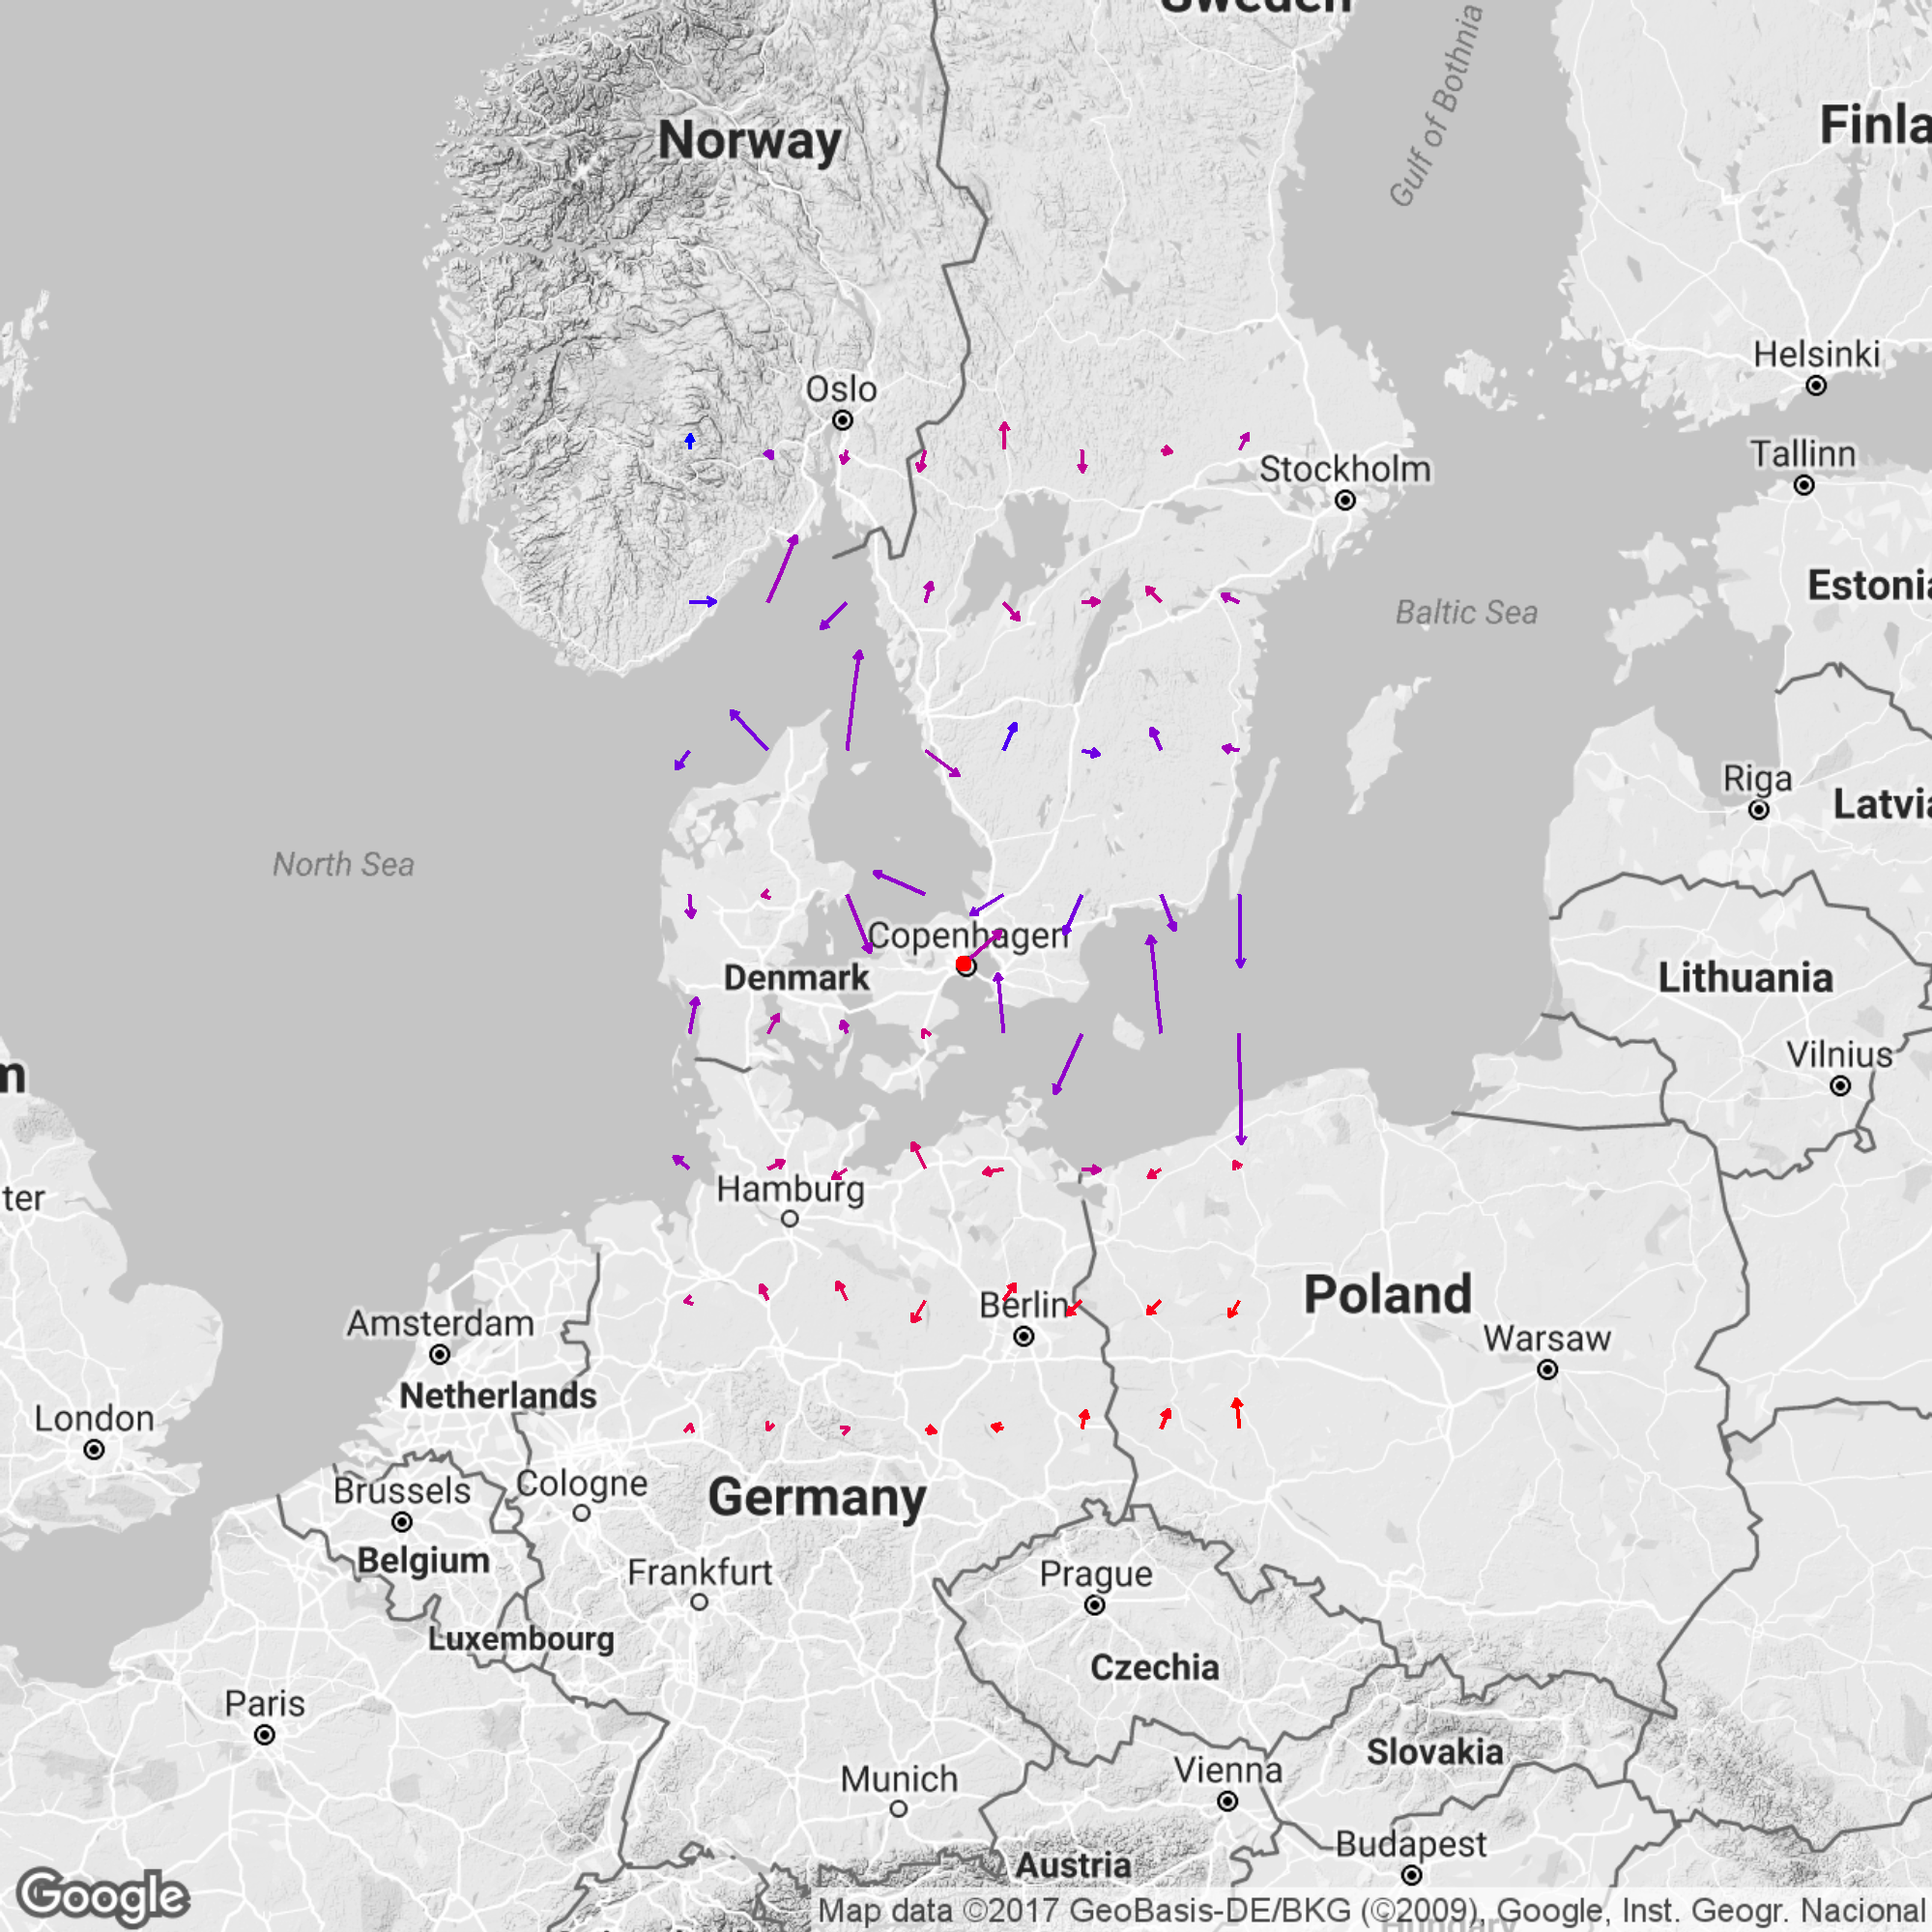 Sweden
Gulf of Bothnia
Norway
Finla
Helsinki
Oslo
Tallinn
Stockholm
Estonia
Baltic Sea
Riga
Latvia
North Sea
Copenhagen
Denmark
Lithuania
Vilnius
m
ter
Hamburg
Poland
Berlin
Amsterdam
Warsaw
Netherlands
London
Brussels
Cologne
Germany
Belgium
Frankfurt
Prague
Luxembourg
Czechia
Paris
Slovakia
Munich
Vienna
Budapest
Austria
Google
Map data ©2017 GeoBasis-DE/BKG (©2009), Google, Inst. Geogr. Nacional
Hungary